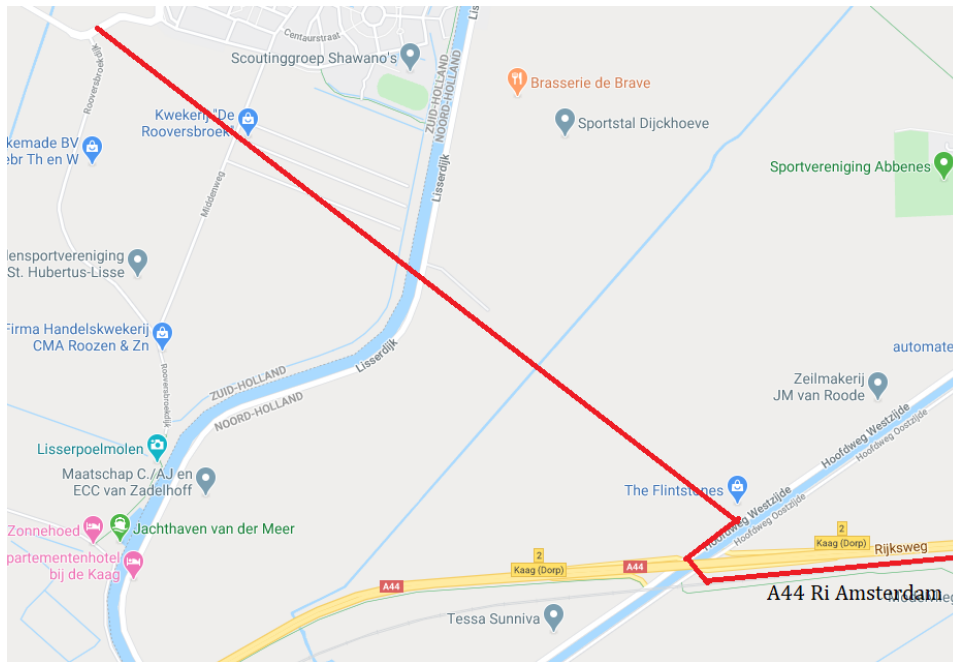 Centaurstraat
Scoutinggroep Shawano's
Rooversbroekdijk
ZUID-HOLLAND
NOORD-HOLLAND
Brasserie de Brave
Kwekerij "De
Rooversbroek"
Sportstal Dijckhoeve
kemade BV
ebr Th en W
Lisserdijk
Sportvereniging Abbenes
Middenweg
lensportvereniging
St. Hubertus-Lisse
Firma Handelskwekerij
CMA Roozen & Zn
Lisserdijk
automate
Rooversbroekdijk
ZUID-HOLLAND
NOORD-HOLLAND
Zeilmakerij
JM van Roode
Hoofdweg Westzijde
Hoofdweg Oostzijde
Lisserpoelmolen
Maatschap C./AJ en
ECC van Zadelhoff
The Flintstones
Hoofdweg Westzijde
Hoofdweg Oostzijde
Zonnehoed
Jachthaven van der Meer
partementenhotel
bij de Kaag
2
Kaag (Dorp)
A44
A44
2
Kaag (Dorp)
Rijksweg
A44 Ri Amsterdam
Tessa Sunniva